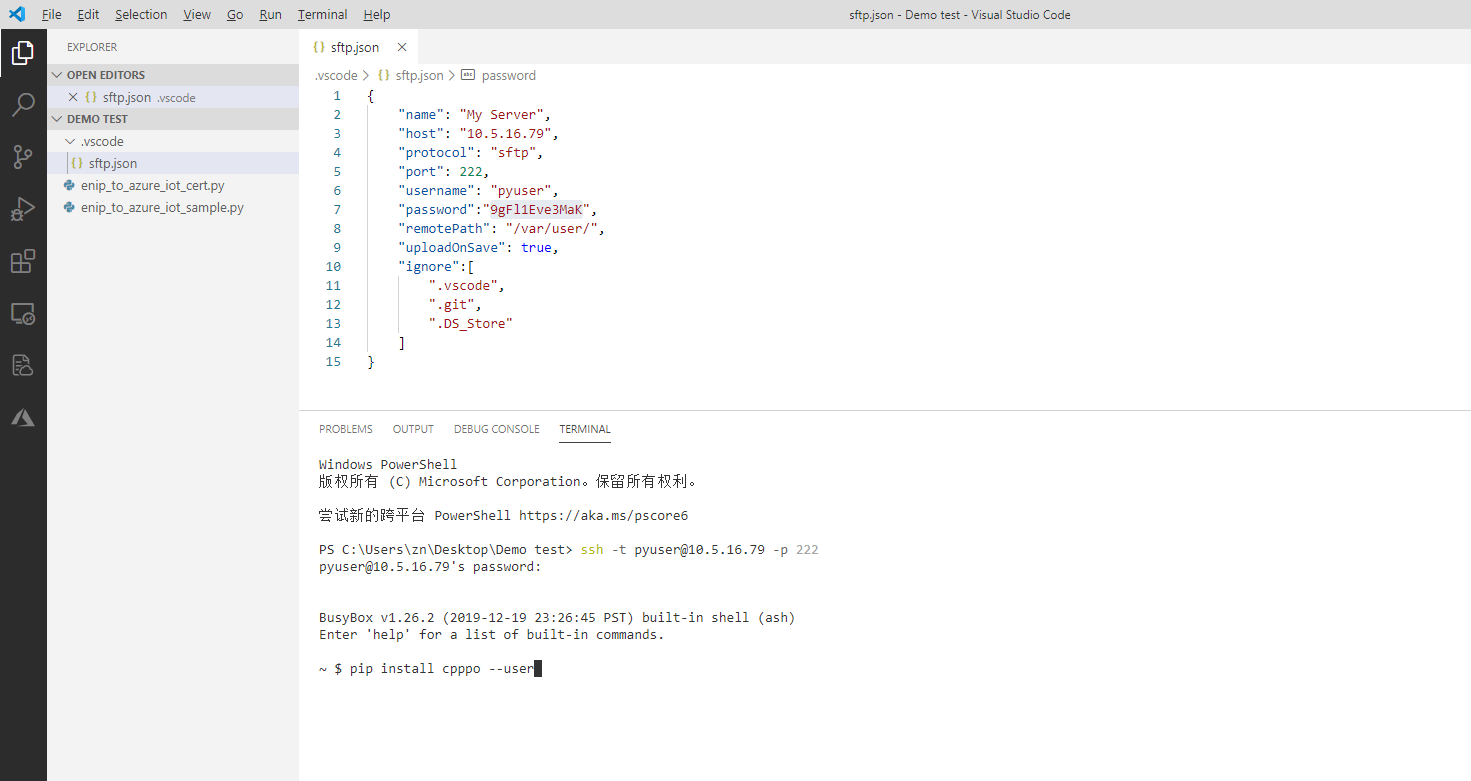 File Edit Selection View Go Run Terminal Help
sftp.json - Demo test - Visual Studio Code
EXPLORER
OPEN EDITORS
sftp.json .vscode
DEMO TEST
.vscode
sftp.json
enip_to_azure_iot_cert.py
enip_to_azure_iot_sample.py
{} sftp.json
.vscode > {} sftp.json > abc password
1 {
2 "name": "My Server",
3 "host": "10.5.16.79",
4 "protocol": "sftp",
5 "port": 222,
6 "username": "pyuser",
7 "password":"9gFl1Eve3MaK",
8 "remotePath": "/var/user/",
9 "uploadOnSave": true,
10 "ignore":[
11 ".vscode",
12 ".git",
13 ".DS_Store"
14 ]
15 }
PROBLEMS OUTPUT DEBUG CONSOLE TERMINAL
Windows PowerShell
版权所有 (C) Microsoft Corporation。保留所有权利。
尝试新的跨平台 PowerShell https://aka.ms/pscore6
PS C:\Users\zn\Desktop\Demo test> ssh -t pyuser@10.5.16.79 -p 222
pyuser@10.5.16.79's password:
BusyBox v1.26.2 (2019-12-19 23:26:45 PST) built-in shell (ash)
Enter 'help' for a list of built-in commands.
~ $ pip install cpppo --user